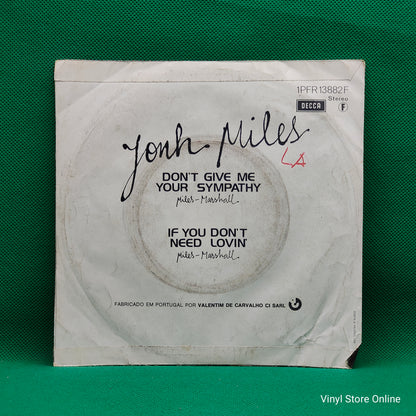 1PFR 13882F
DECCA
Stereo
F
Jonh Miles
LA
DON'T GIVE ME
YOUR SYMPATHY
Miles-Marshall.
IF YOU DON'T
NEED LOVIN'
Miles-Marshall.
FABRICADO EM PORTUGAL POR VALENTIM DE CARVALHO CI SARL
Vinyl Store Online